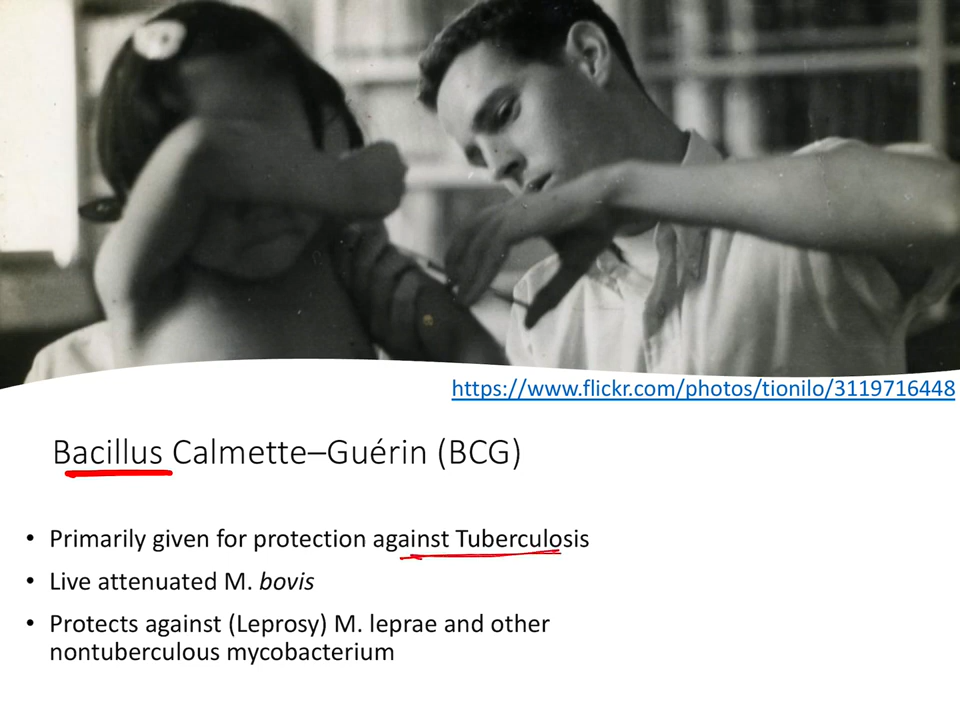 https://www.flickr.com/photos/tionilo/3119716448
Bacillus Calmette–Guérin (BCG)
• Primarily given for protection against Tuberculosis
• Live attenuated M. bovis
• Protects against (Leprosy) M. leprae and other
nontuberculous mycobacterium